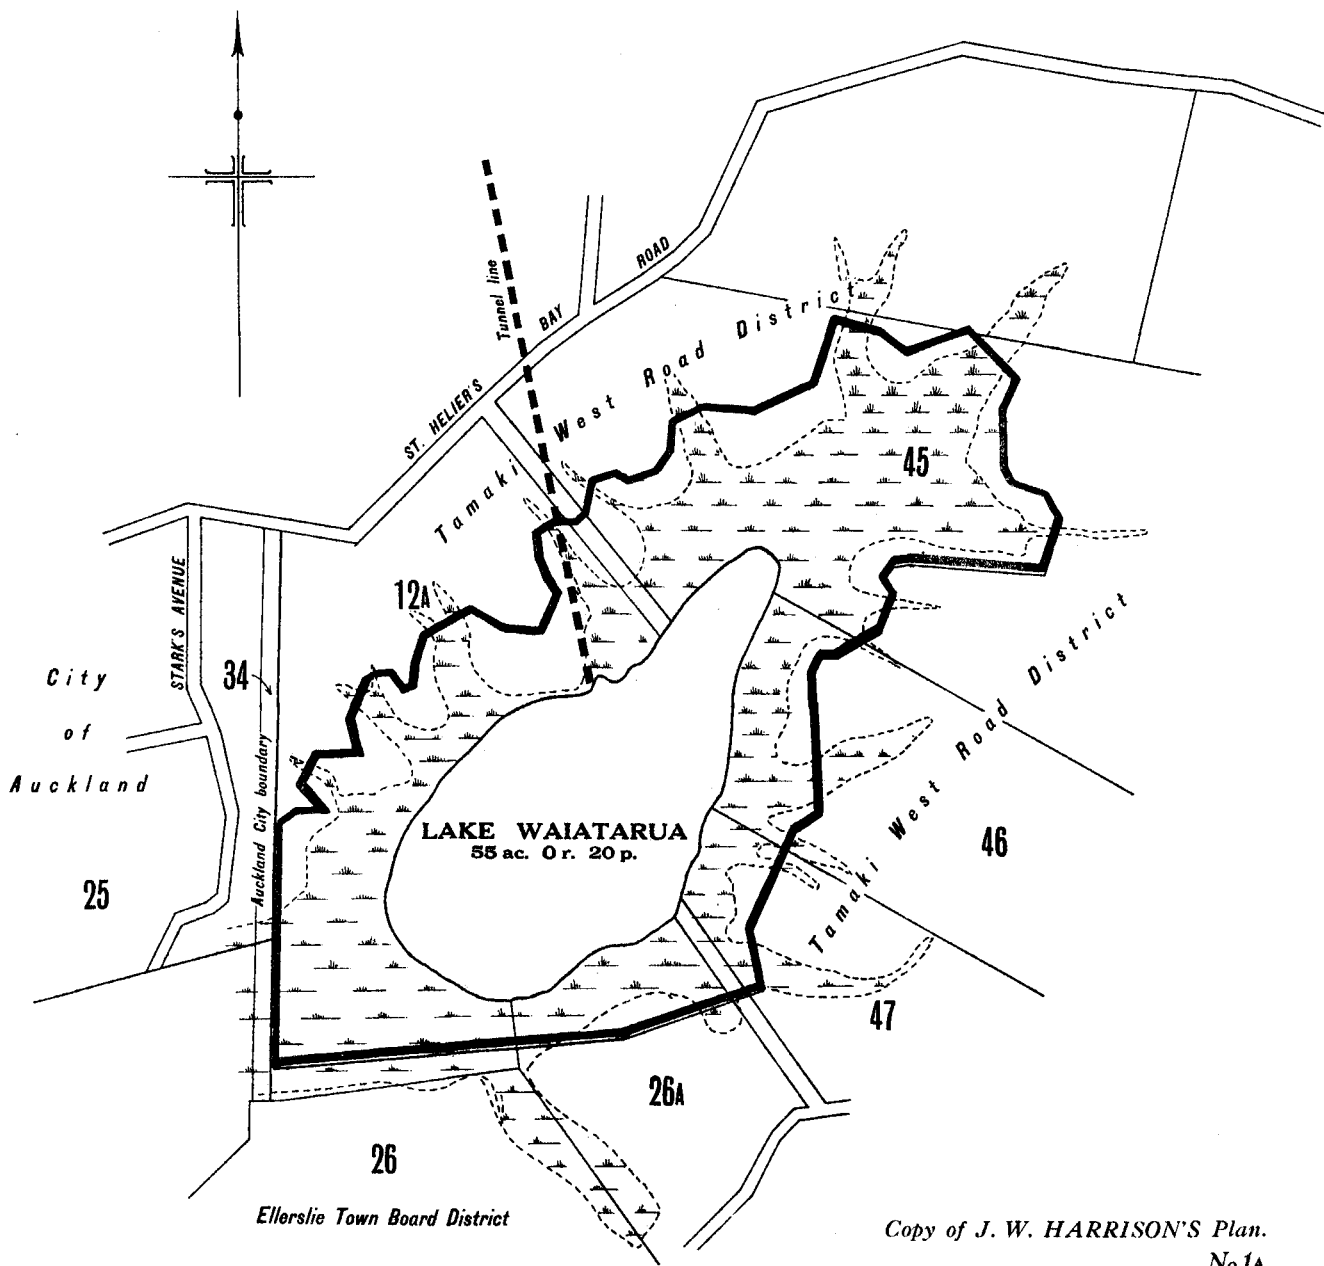 Tunnel line
ST. HELIER'S BAY ROAD
Tamaki West Road District
45
12A
STARK'S AVENUE
34
City
of
Auckland
Auckland City boundary
LAKE WAIATARUA
55 ac. 0 r. 20 p.
25
46
Tamaki West Road District
47
26A
26
Ellerslie Town Board District
Copy of J. W. HARRISON'S Plan.
No 1A